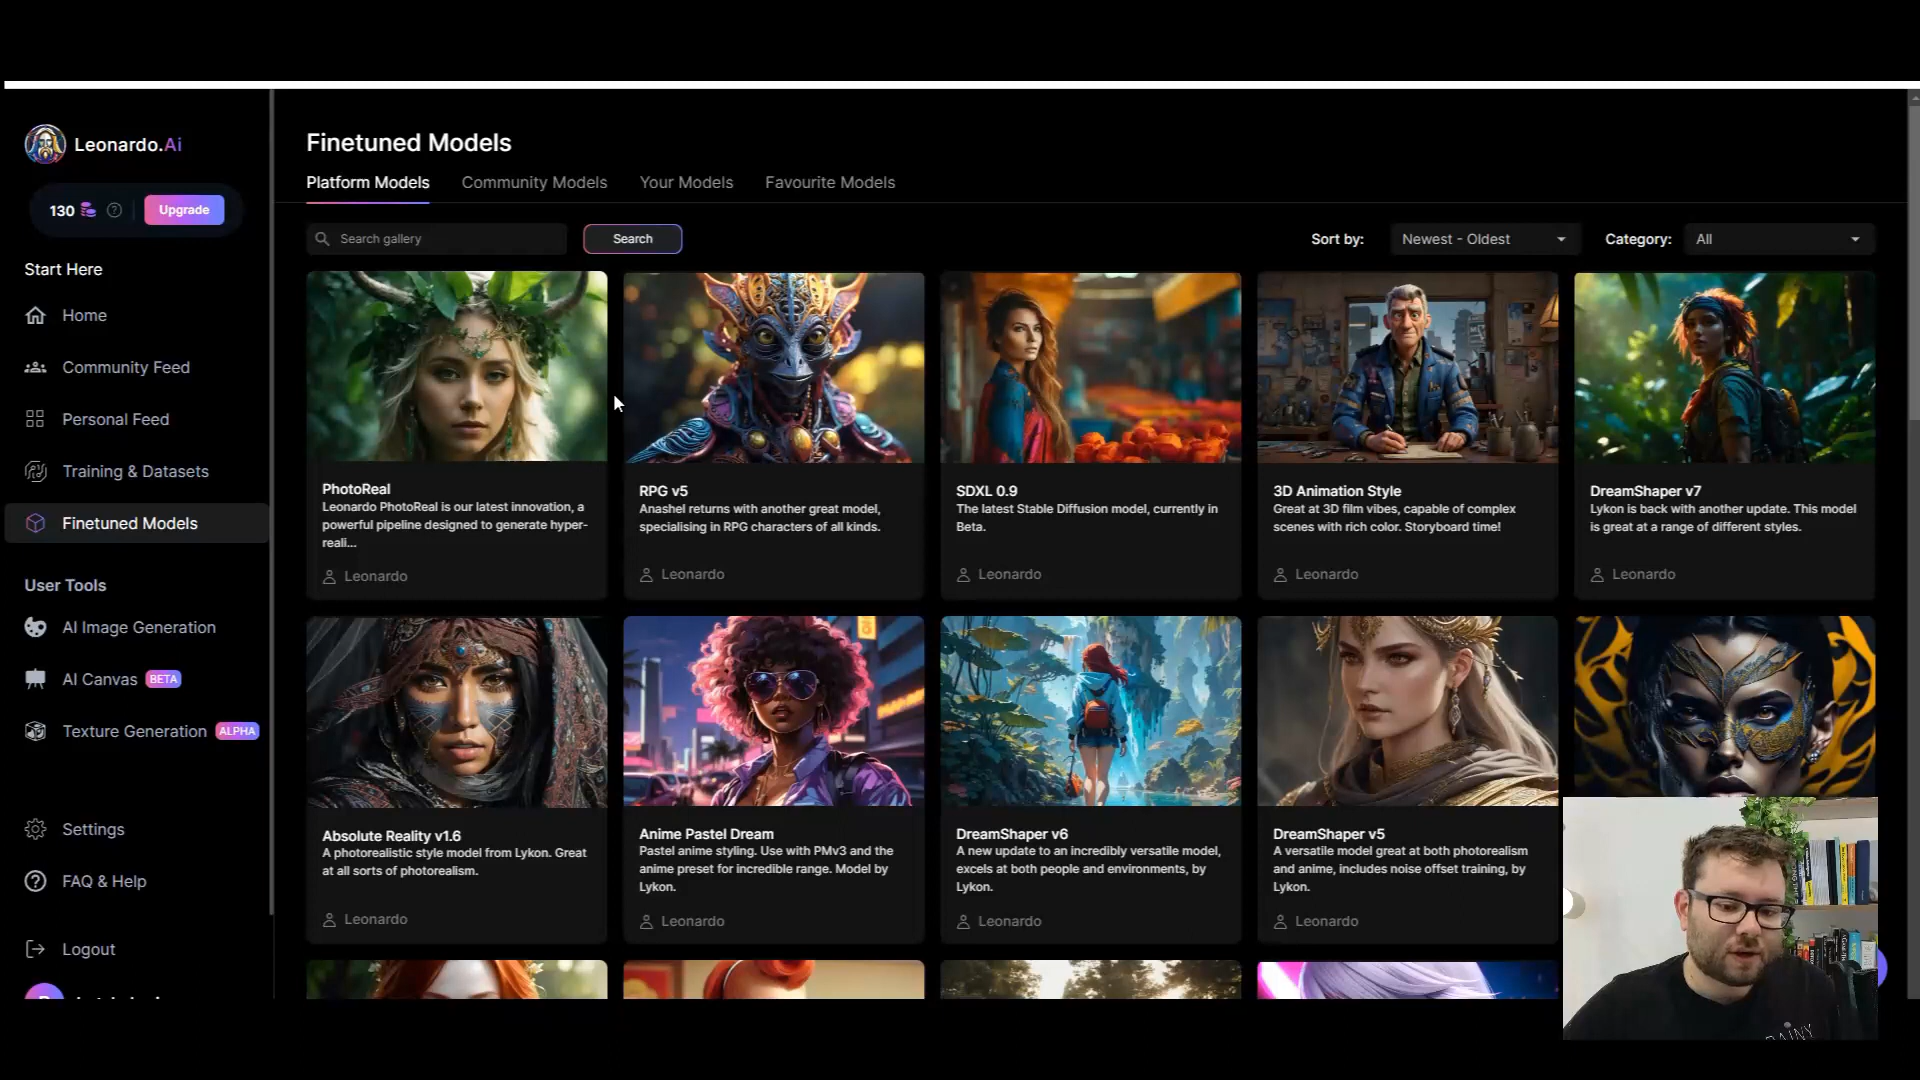 Leonardo.Ai
130
Upgrade
Start Here
Home
Community Feed
Personal Feed
Training & Datasets
Finetuned Models
User Tools
AI Image Generation
AI Canvas BETA
Texture Generation ALPHA
Settings
FAQ & Help
Logout
Finetuned Models
Platform Models Community Models Your Models Favourite Models
Search gallery Search Sort by: Newest - Oldest Category: All
PhotoReal
Leonardo PhotoReal is our latest innovation, a
powerful pipeline designed to generate hyper-
reali...
Leonardo
RPG v5
Anashel returns with another great model,
specialising in RPG characters of all kinds.
Leonardo
SDXL 0.9
The latest Stable Diffusion model, currently in
Beta.
Leonardo
3D Animation Style
Great at 3D film vibes, capable of complex
scenes with rich color. Storyboard time!
Leonardo
DreamShaper v7
Lykon is back with another update. This model
is great at a range of different styles.
Leonardo
Absolute Reality v1.6
A photorealistic style model from Lykon. Great
at all sorts of photorealism.
Leonardo
Anime Pastel Dream
Pastel anime styling. Use with PMv3 and the
anime preset for incredible range. Model by
Lykon.
Leonardo
DreamShaper v6
A new update to an incredibly versatile model,
excels at both people and environments, by
Lykon.
Leonardo
DreamShaper v5
A versatile model great at both photorealism
and anime, includes noise offset training, by
Lykon.
Leonardo